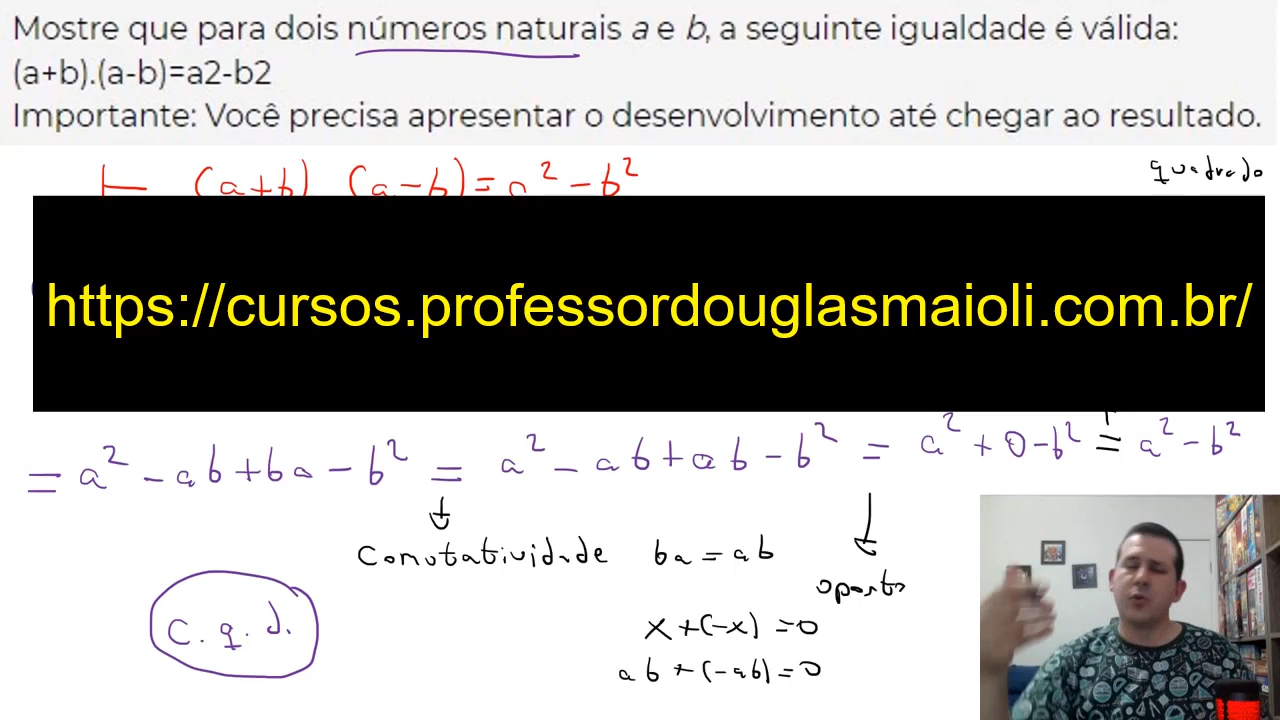 Mostre que para dois números naturais a e b, a seguinte igualdade é válida:
(a+b).(a-b)=a2-b2
Importante: Você precisa apresentar o desenvolvimento até chegar ao resultado.
quadrado
(a+b) (a-b) = a² - b²
https://cursos.professordouglasmaioli.com.br/
= a² - ab + ba - b² = a² - ab + ab - b² = a² + 0 - b² = a² - b²
Comutatividade ba = ab
oposto
x + (-x) = 0
c.q.d.
ab + (-ab) = 0